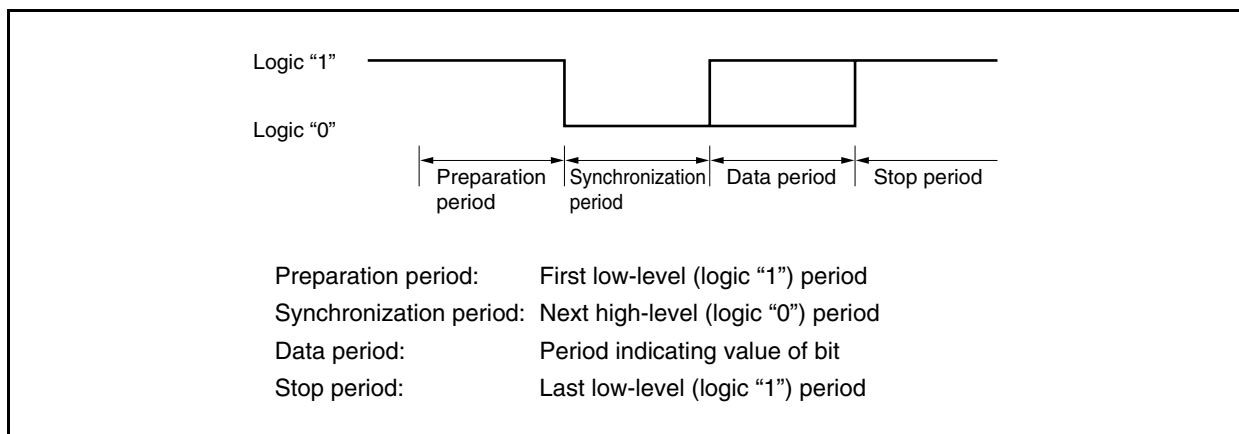 Logic “1”
Logic “0”
Preparation period
Synchronization period
Data period
Stop period
Preparation period: First low-level (logic “1”) period
Synchronization period: Next high-level (logic “0”) period
Data period: Period indicating value of bit
Stop period: Last low-level (logic “1”) period